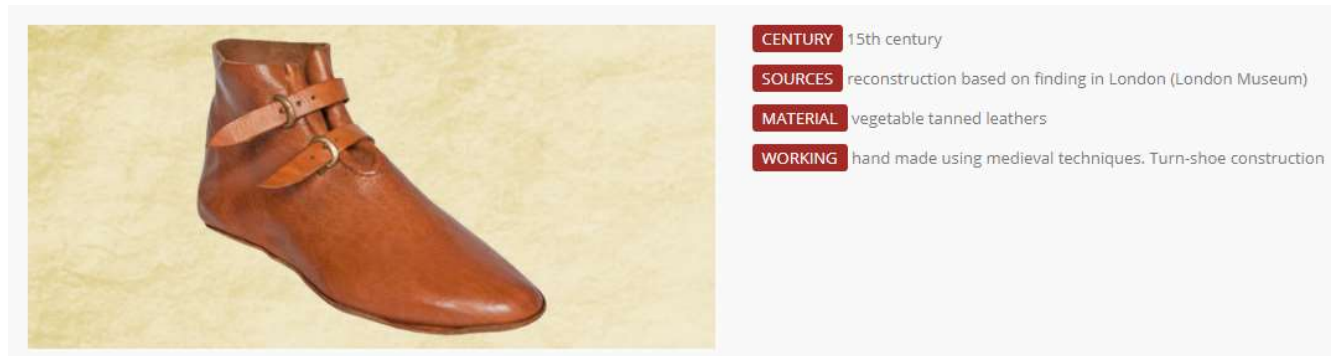 CENTURY 15th century
SOURCES reconstruction based on finding in London (London Museum)
MATERIAL vegetable tanned leathers
WORKING hand made using medieval techniques. Turn-shoe construction